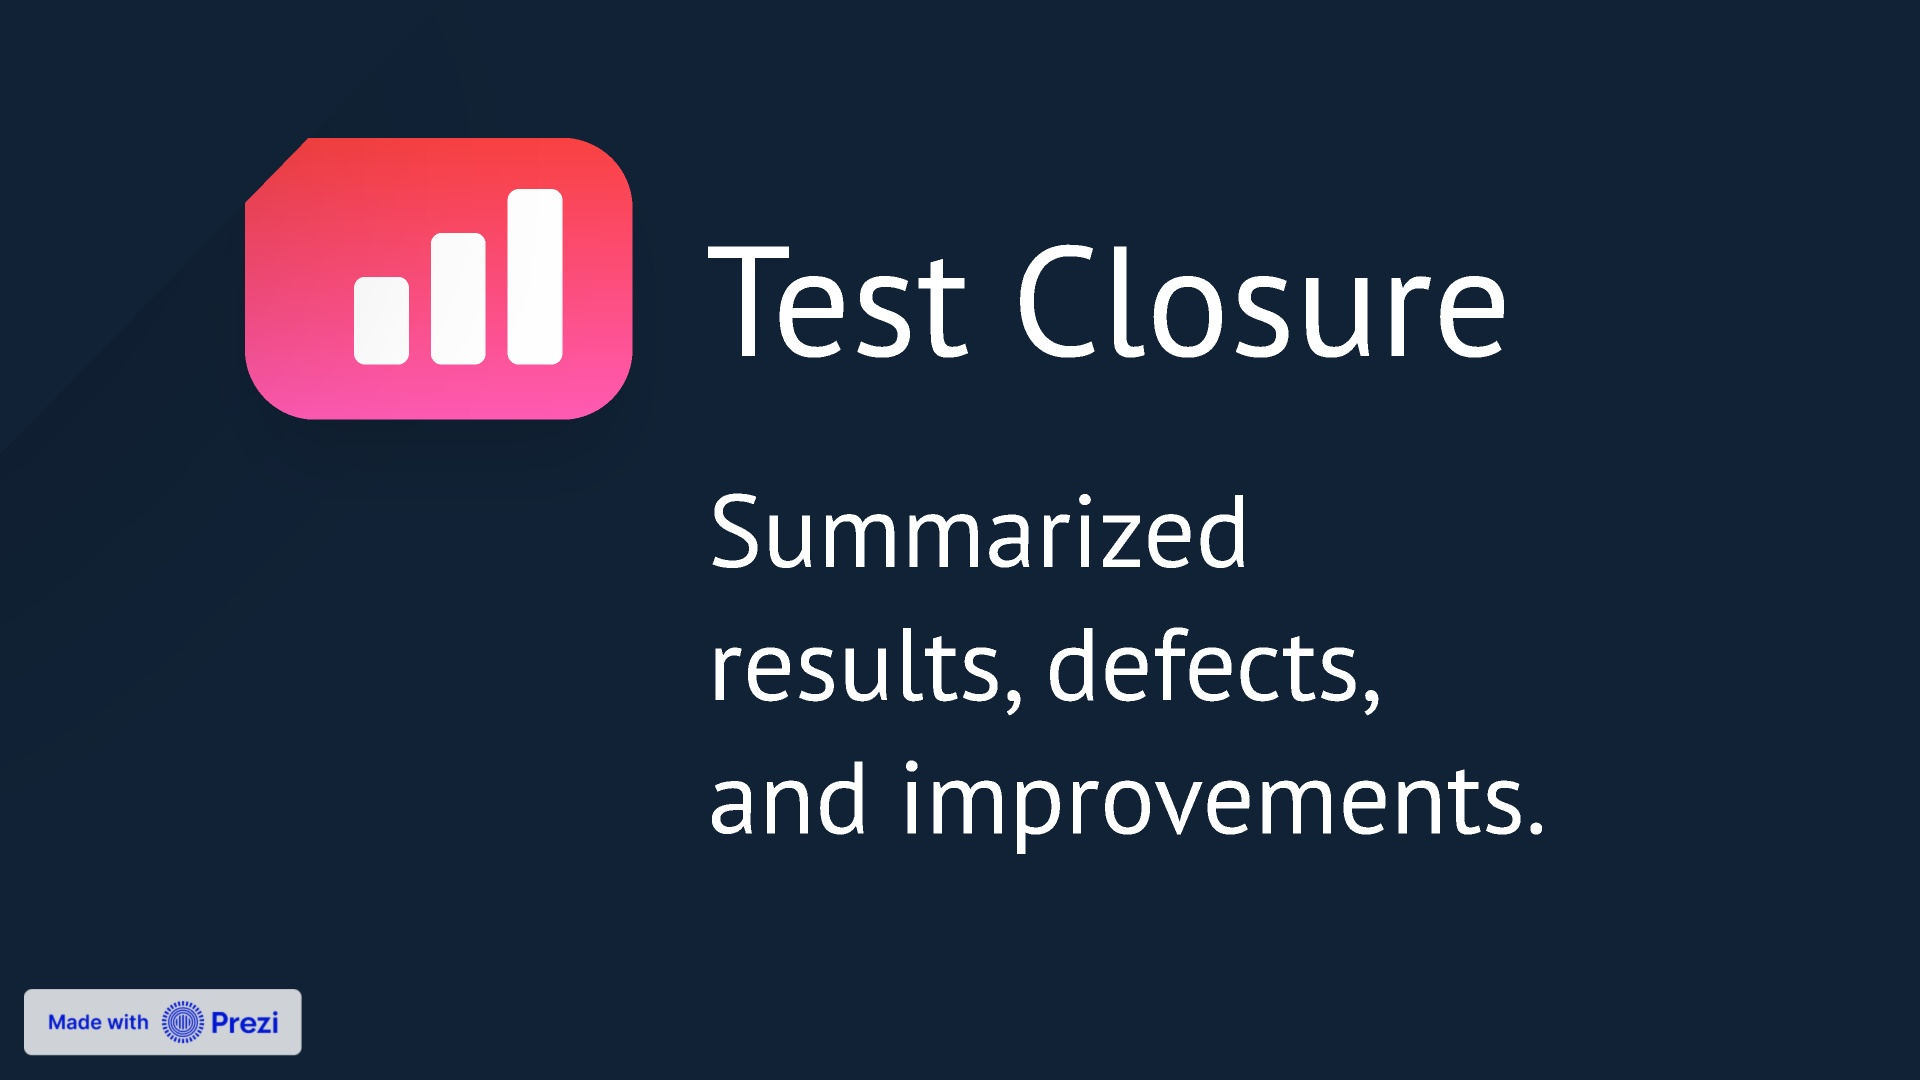 Test Closure
Summarized
results, defects,
and improvements.
Made with Prezi